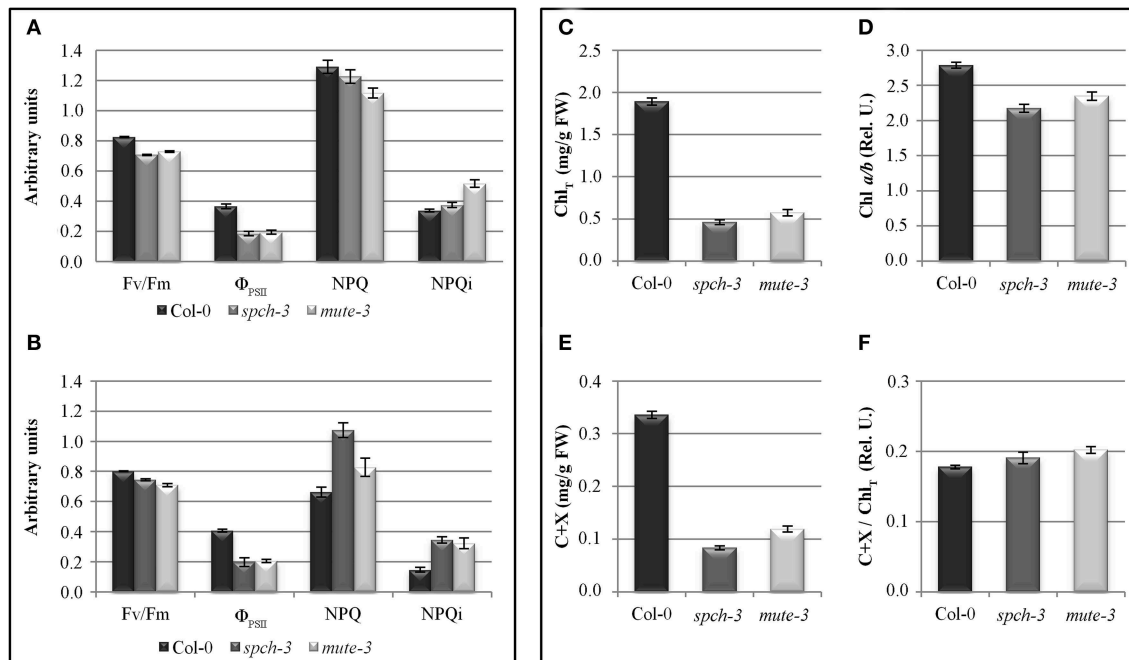 A
Arbitrary units
1.4
1.2
1.0
0.8
0.6
0.4
0.2
0.0
Fv/Fm
Φ_PSII
NPQ
NPQi
Col-0
spch-3
mute-3
B
Arbitrary units
1.4
1.2
1.0
0.8
0.6
0.4
0.2
0.0
Fv/Fm
Φ_PSII
NPQ
NPQi
Col-0
spch-3
mute-3
C
Chl_T (mg/g FW)
2.5
2.0
1.5
1.0
0.5
0.0
Col-0
spch-3
mute-3
D
Chl a/b (Rel. U.)
3.0
2.5
2.0
1.5
1.0
0.5
0.0
Col-0
spch-3
mute-3
E
C+X (mg/g FW)
0.4
0.3
0.2
0.1
0.0
Col-0
spch-3
mute-3
F
C+X / Chl_T (Rel. U.)
0.3
0.2
0.1
0.0
Col-0
spch-3
mute-3